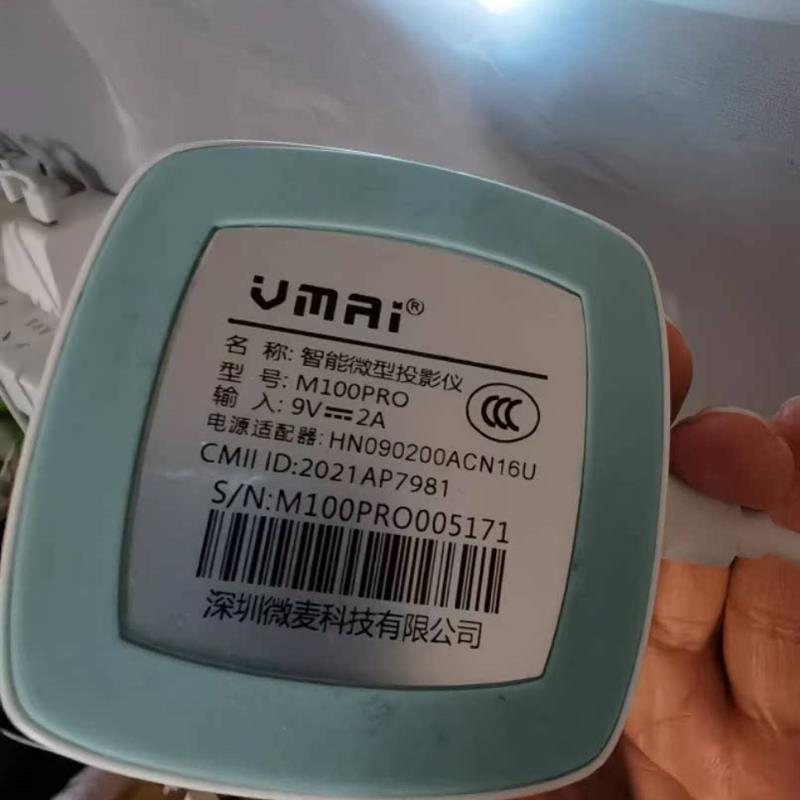 VMAi®
名 称: 智能微型投影仪
型 号: M100PRO
输 入: 9V⎓2A
电源适配器: HN090200ACN16U
CMII ID:2021AP7981
S/N:M100PRO005171
深圳微麦科技有限公司
CCC